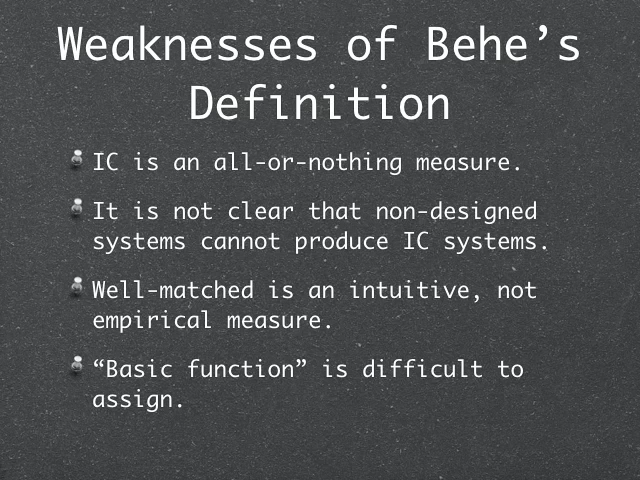 Weaknesses of Behe’s
Definition
IC is an all-or-nothing measure.
It is not clear that non-designed
systems cannot produce IC systems.
Well-matched is an intuitive, not
empirical measure.
“Basic function” is difficult to
assign.